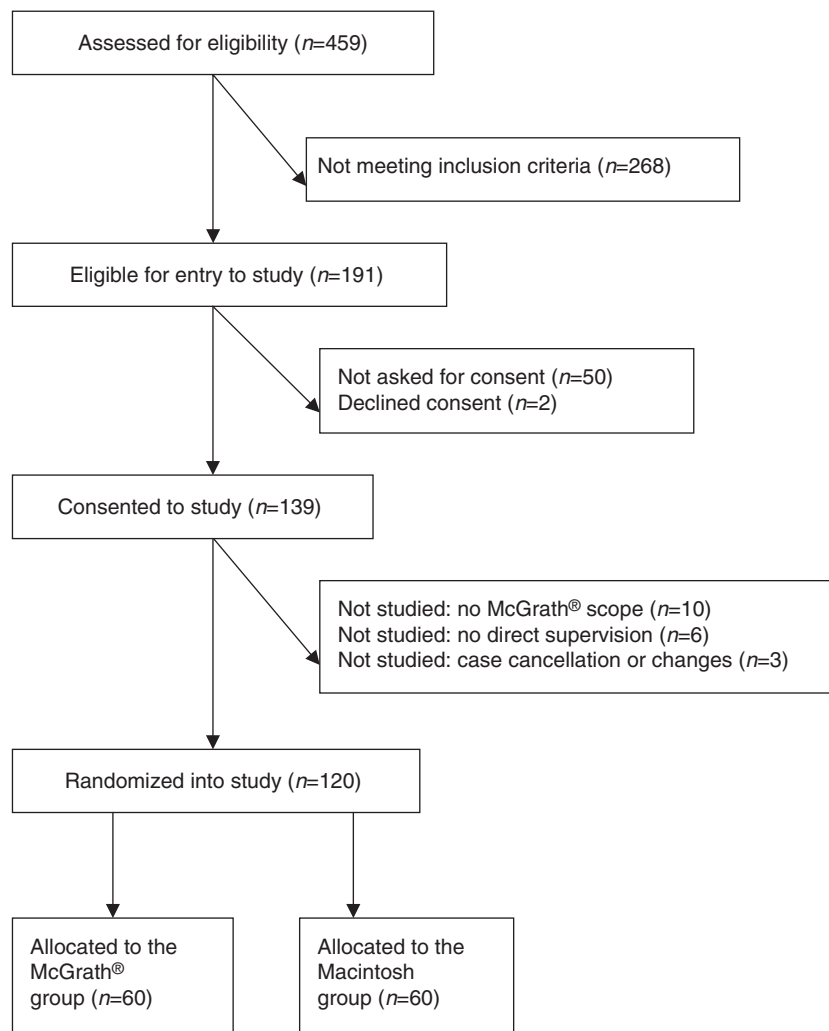 Assessed for eligibility (n=459)
Not meeting inclusion criteria (n=268)
Eligible for entry to study (n=191)
Not asked for consent (n=50)
Declined consent (n=2)
Consented to study (n=139)
Not studied: no McGrath® scope (n=10)
Not studied: no direct supervision (n=6)
Not studied: case cancellation or changes (n=3)
Randomized into study (n=120)
Allocated to the
McGrath®
group (n=60)
Allocated to the
Macintosh
group (n=60)